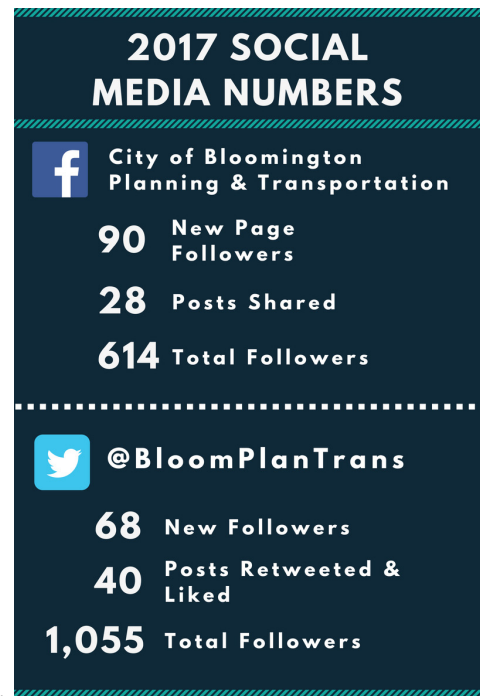 2017 SOCIAL
MEDIA NUMBERS
City of Bloomington
Planning & Transportation
90 New Page
Followers
28 Posts Shared
614 Total Followers
@BloomPlanTrans
68 New Followers
40 Posts Retweeted &
Liked
1,055 Total Followers